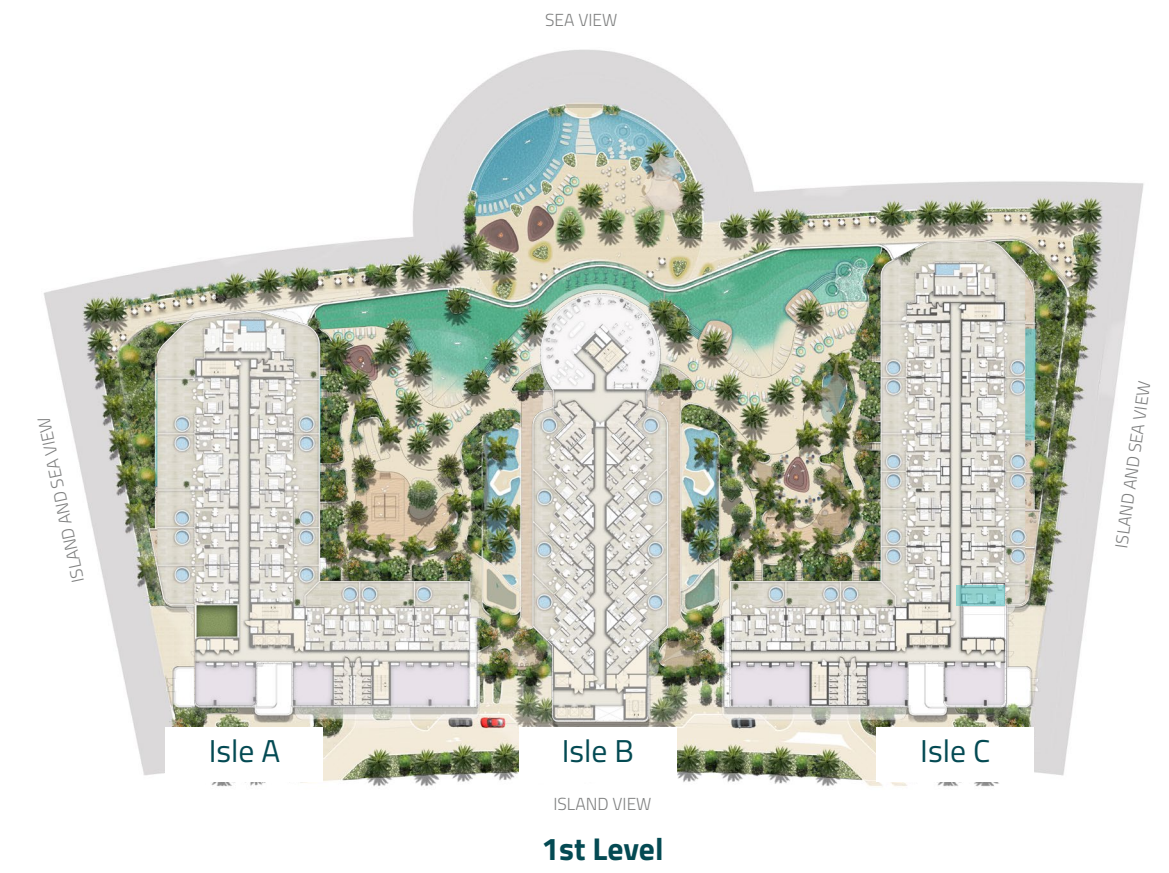 SEA VIEW
ISLAND AND SEA VIEW
ISLAND AND SEA VIEW
Isle A
Isle B
Isle C
ISLAND VIEW
1st Level